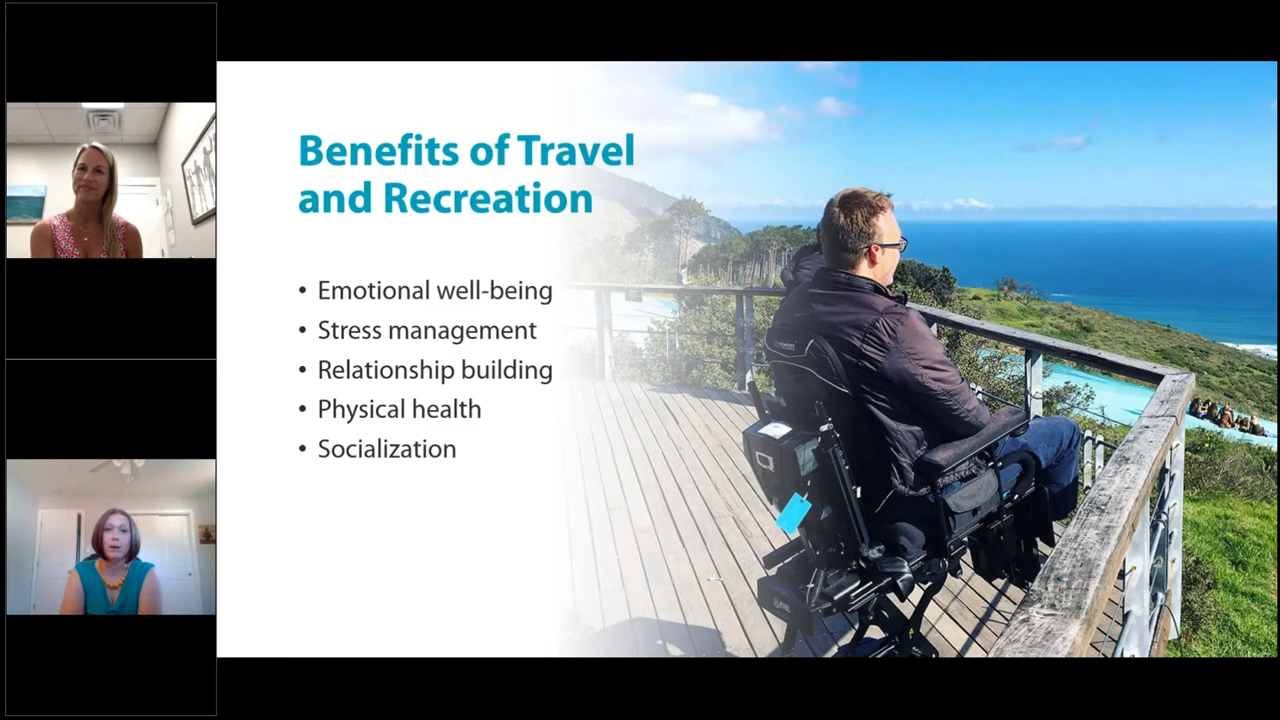 Benefits of Travel
and Recreation
• Emotional well-being
• Stress management
• Relationship building
• Physical health
• Socialization